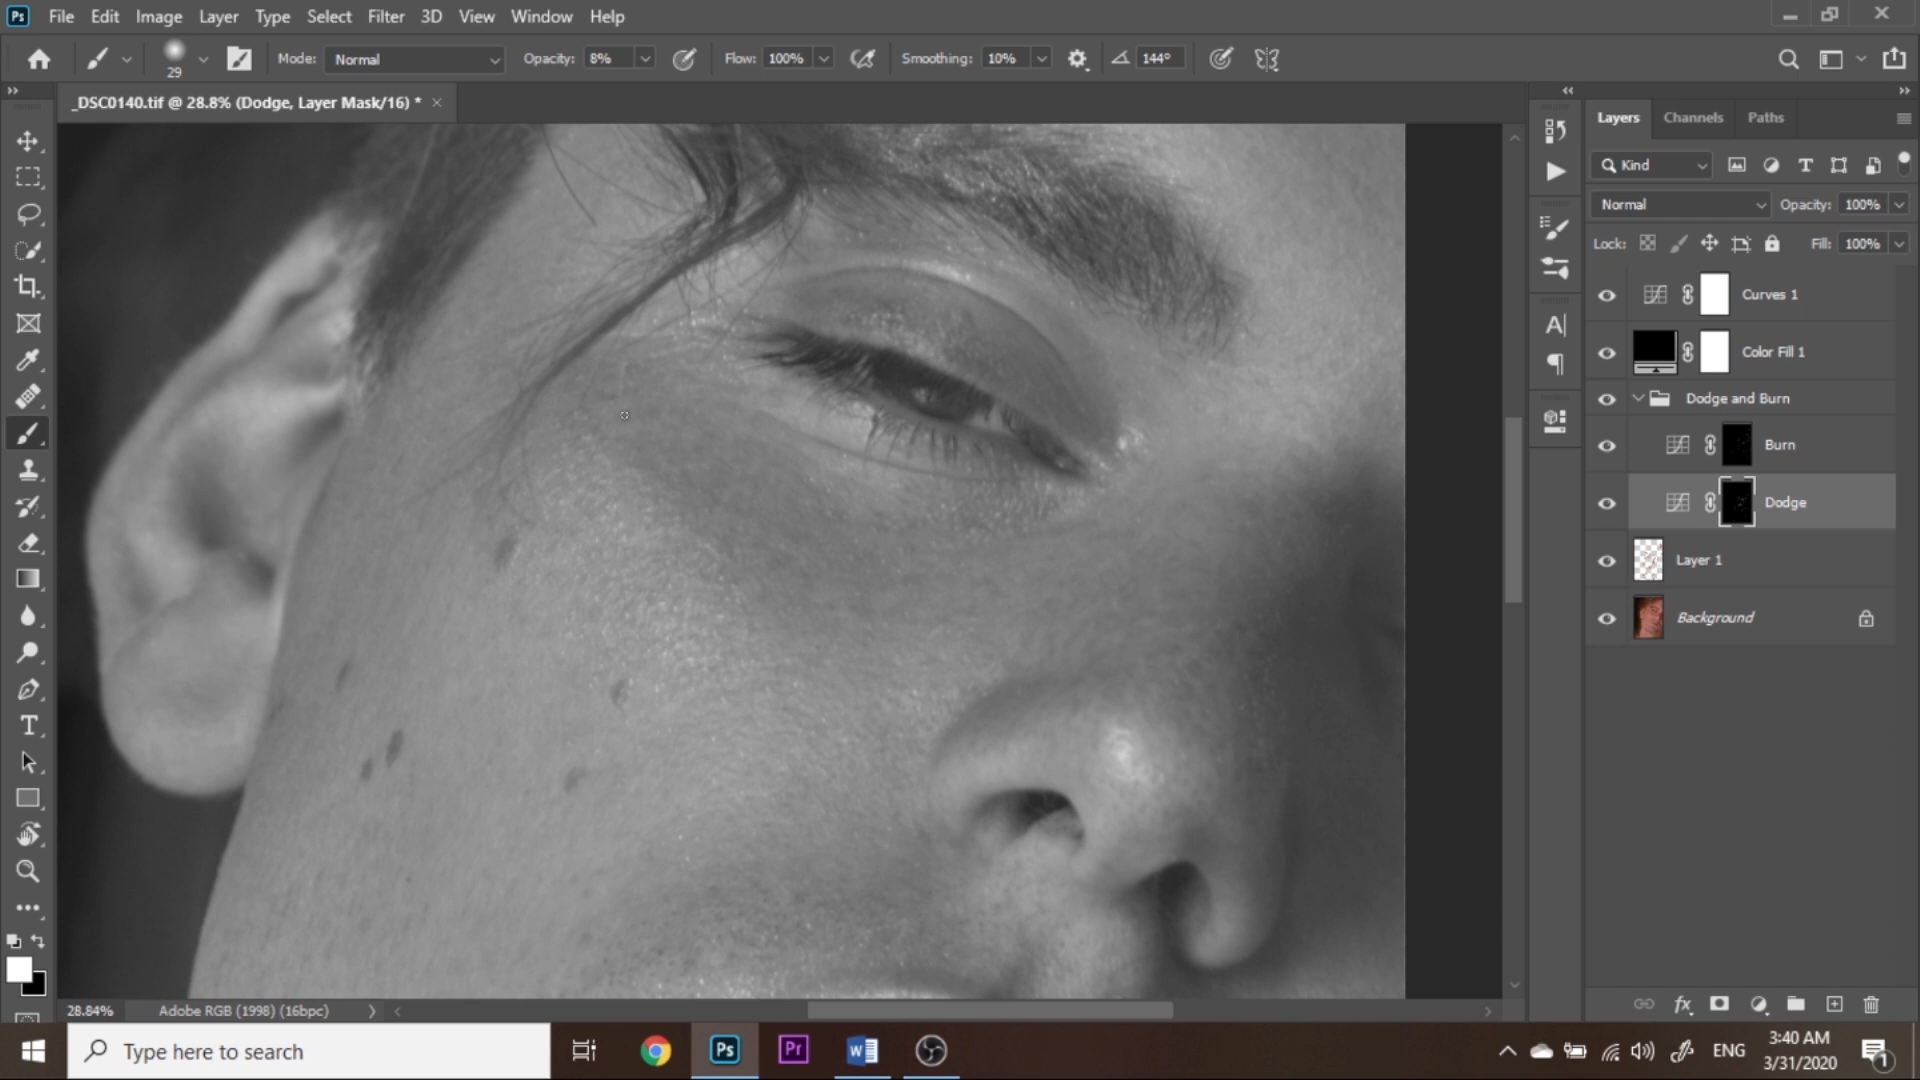 Ps File Edit Image Layer Type Select Filter 3D View Window Help
29 Mode: Normal Opacity: 8% Flow: 100% Smoothing: 10% 144°
_DSC0140.tif @ 28.8% (Dodge, Layer Mask/16) *
Layers Channels Paths
Kind
Normal Opacity: 100%
Lock: Fill: 100%
Curves 1
Color Fill 1
Dodge and Burn
Burn
Dodge
Layer 1
Background
28.84% Adobe RGB (1998) (16bpc)
Type here to search
Ps Pr W
ENG
3:40 AM
3/31/2020
1